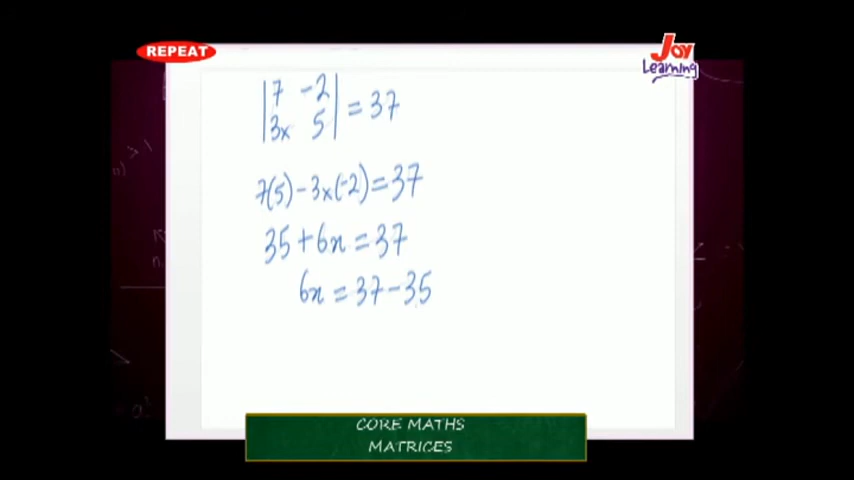 REPEAT
Joy
Learning
|7 -2|
|3x 5| = 37
7(5) - 3x(-2) = 37
35 + 6x = 37
6x = 37 - 35
CORE MATHS
MATRICES